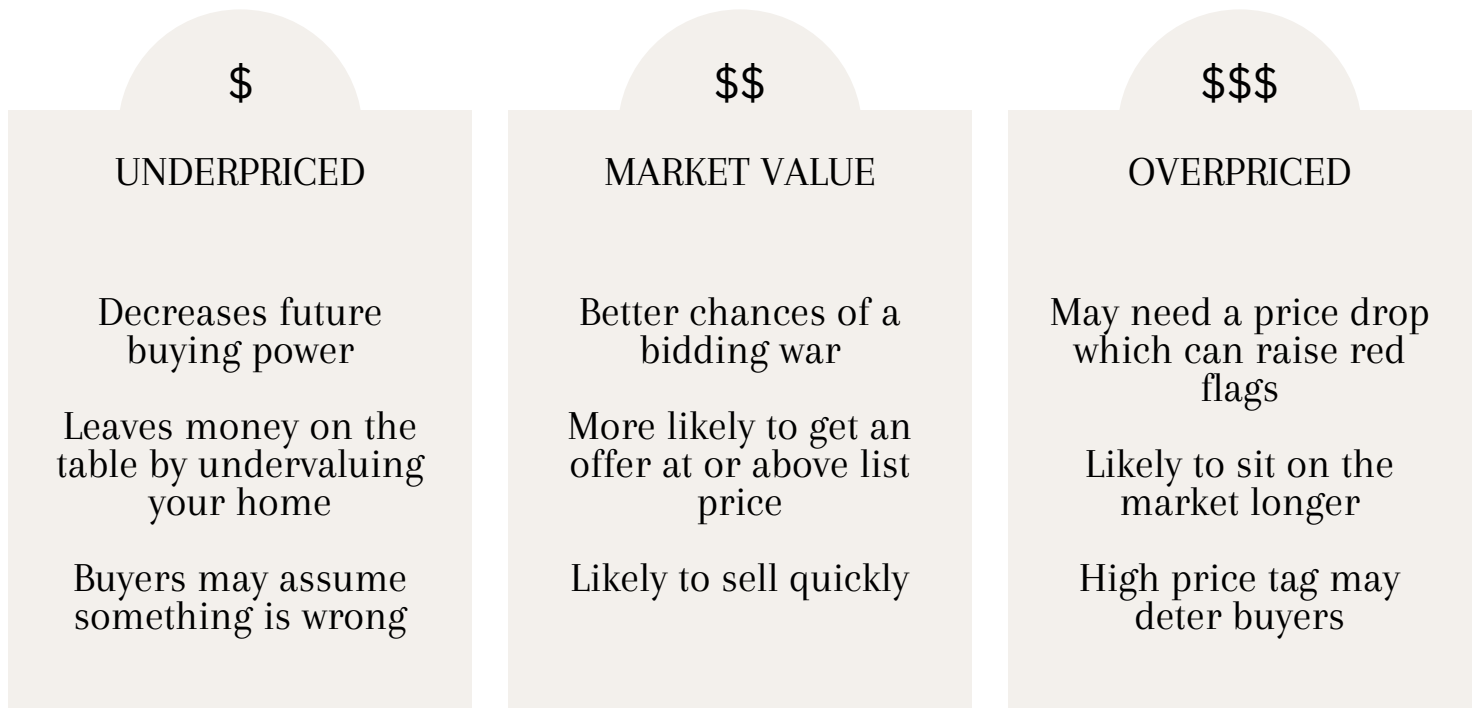 $
UNDERPRICED
Decreases future
buying power
Leaves money on the
table by undervaluing
your home
Buyers may assume
something is wrong
$$
MARKET VALUE
Better chances of a
bidding war
More likely to get an
offer at or above list
price
Likely to sell quickly
$$$
OVERPRICED
May need a price drop
which can raise red
flags
Likely to sit on the
market longer
High price tag may
deter buyers